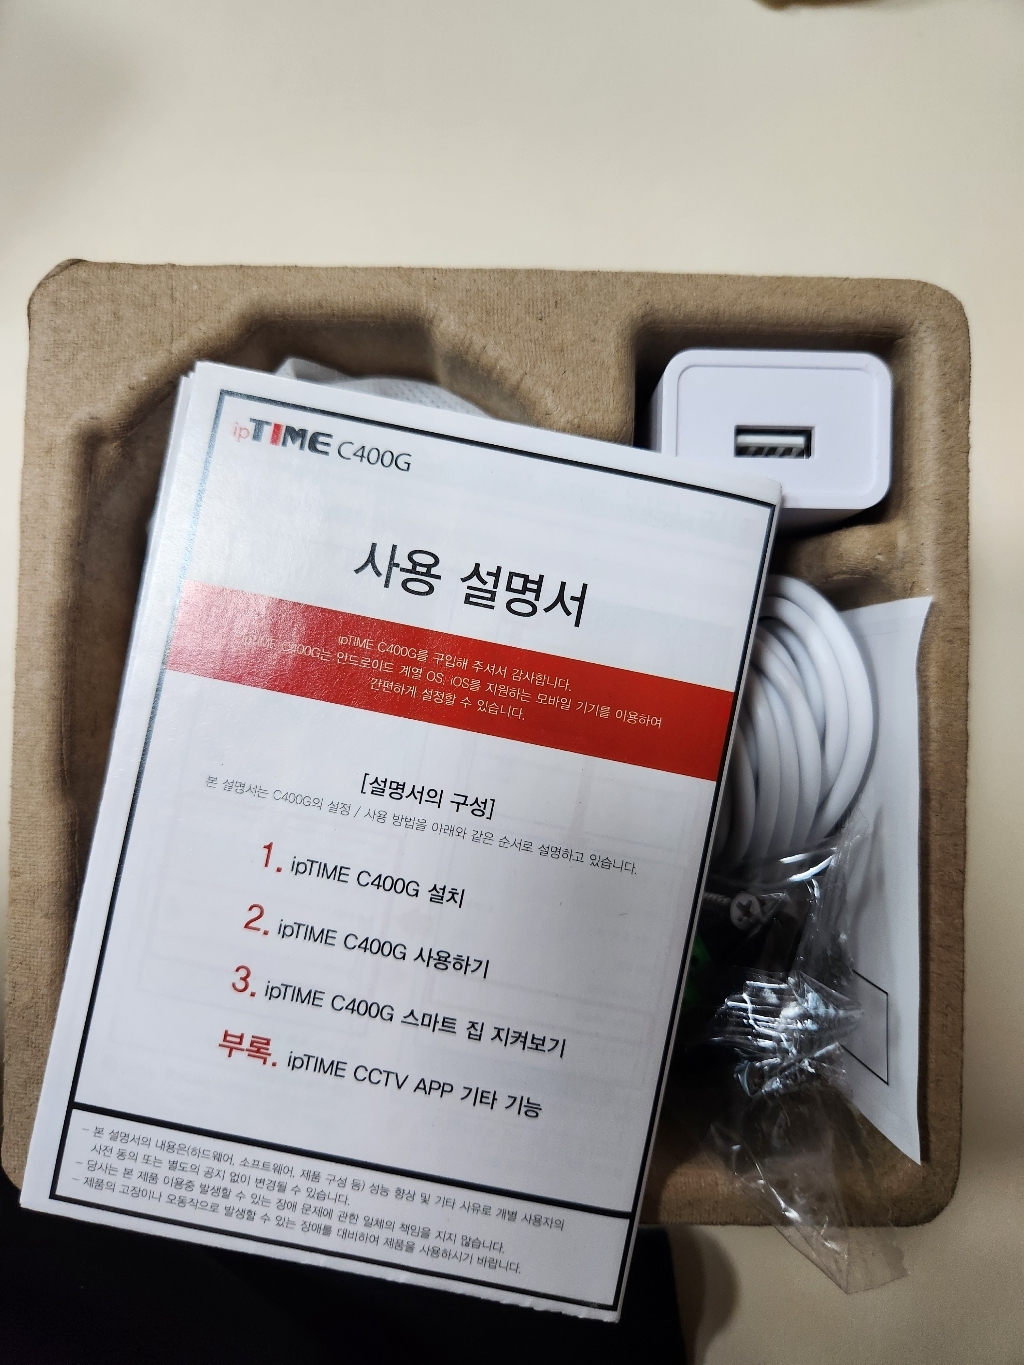 ipTIME C400G
사용 설명서
ipTIME C400G를 구입해 주셔서 감사합니다.
ipTIME C400G는 안드로이드 계열 OS, iOS를 지원하는 모바일 기기를 이용하여
간편하게 설정할 수 있습니다.
[설명서의 구성]
본 설명서는 C400G의 설정 / 사용 방법을 아래와 같은 순서로 설명하고 있습니다.
1. ipTIME C400G 설치
2. ipTIME C400G 사용하기
3. ipTIME C400G 스마트 집 지켜보기
부록. ipTIME CCTV APP 기타 기능
- 본 설명서의 내용은(하드웨어, 소프트웨어, 제품 구성 등) 성능 향상 및 기타 사유로 개별 사용자의
사전 동의 또는 별도의 공지 없이 변경될 수 있습니다.
- 당사는 본 제품 이용중 발생할 수 있는 장애 문제에 관한 일체의 책임을 지지 않습니다.
- 제품의 고장이나 오동작으로 발생할 수 있는 장애를 대비하여 제품을 사용하시기 바랍니다.